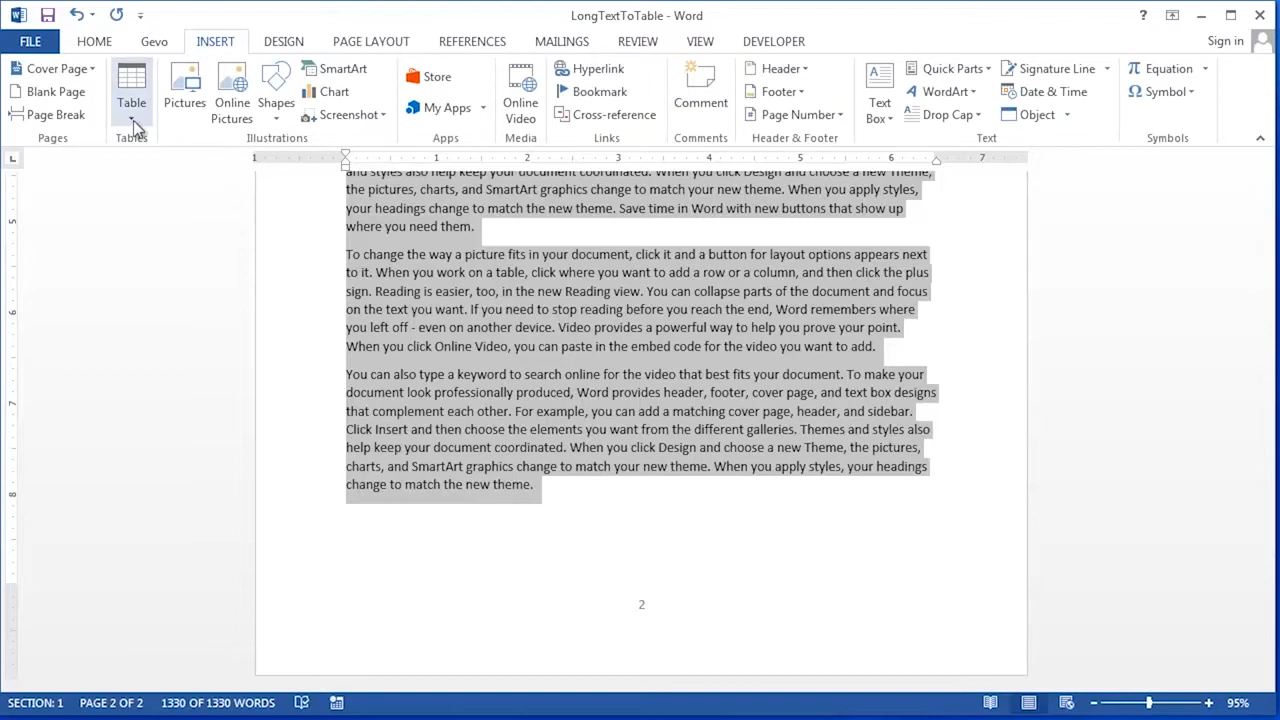 LongTextToTable - Word
FILE HOME Gevo INSERT DESIGN PAGE LAYOUT REFERENCES MAILINGS REVIEW VIEW DEVELOPER Sign in
Cover Page
Blank Page
Page Break
Pages
Table
Tables
Pictures
Online Pictures
Shapes
SmartArt
Chart
Screenshot
Illustrations
Store
My Apps
Apps
Online Video
Media
Hyperlink
Bookmark
Cross-reference
Links
Comment
Comments
Header
Footer
Page Number
Header & Footer
Text Box
Quick Parts
WordArt
Drop Cap
Signature Line
Date & Time
Object
Text
Equation
Symbol
Symbols
1 1 2 3 4 5 6 7
5
6
7
8
and styles also help keep your document coordinated. When you click Design and choose a new Theme,
the pictures, charts, and SmartArt graphics change to match your new theme. When you apply styles,
your headings change to match the new theme. Save time in Word with new buttons that show up
where you need them.
To change the way a picture fits in your document, click it and a button for layout options appears next
to it. When you work on a table, click where you want to add a row or a column, and then click the plus
sign. Reading is easier, too, in the new Reading view. You can collapse parts of the document and focus
on the text you want. If you need to stop reading before you reach the end, Word remembers where
you left off - even on another device. Video provides a powerful way to help you prove your point.
When you click Online Video, you can paste in the embed code for the video you want to add.
You can also type a keyword to search online for the video that best fits your document. To make your
document look professionally produced, Word provides header, footer, cover page, and text box designs
that complement each other. For example, you can add a matching cover page, header, and sidebar.
Click Insert and then choose the elements you want from the different galleries. Themes and styles also
help keep your document coordinated. When you click Design and choose a new Theme, the pictures,
charts, and SmartArt graphics change to match your new theme. When you apply styles, your headings
change to match the new theme.
2
SECTION: 1 PAGE 2 OF 2 1330 OF 1330 WORDS 95%